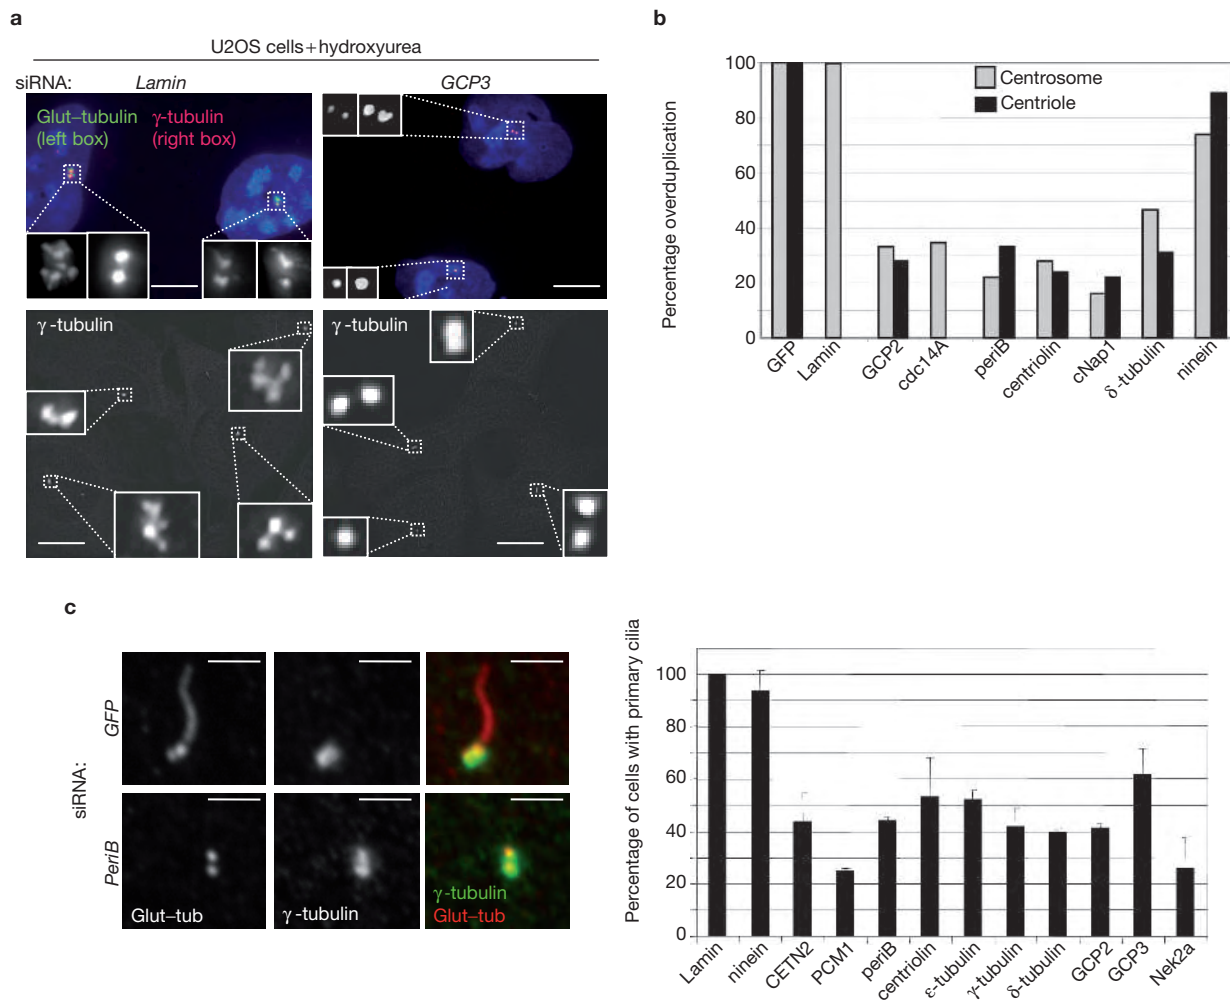 a
U2OS cells+hydroxyurea
siRNA: Lamin GCP3
Glut–tubulin γ-tubulin
(left box) (right box)
γ-tubulin γ-tubulin
b
Percentage overduplication
100
80
60
40
20
0
Centrosome
Centriole
GFP Lamin GCP2 cdc14A periB centriolin cNap1 δ-tubulin ninein
c
siRNA:
GFP
PeriB
Glut–tub γ-tubulin γ-tubulin
Glut–tub
Percentage of cells with primary cilia
100
80
60
40
20
0
Lamin ninein CETN2 PCM1 periB centriolin ε-tubulin γ-tubulin δ-tubulin GCP2 GCP3 Nek2a